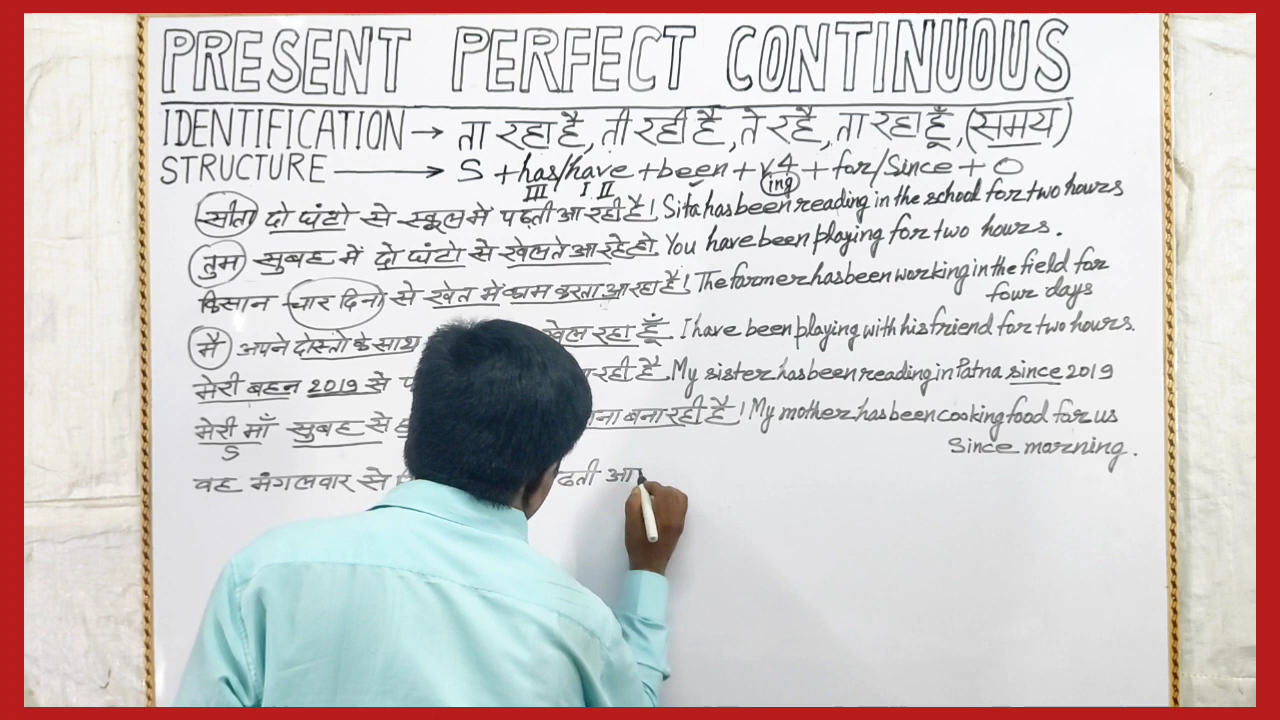 PRESENT PERFECT CONTINUOUS
IDENTIFICATION → ता रहा है, ती रही है, ते रहै, ता रहा हूँ, (समय)
STRUCTURE → S + has/have + been + V4 + for/Since + O
III I II ing
सीता दो घंटो से स्कूल में पढ़ती आ रही है! Sita has been reading in the school for two hours
तुम सुबह में दो घंटो से खेलते आ रहे हो. You have been playing for two hours.
किसान चार दिनो से खेत में काम करता आ रहा है! The farmer has been working in the field for
four days
मै अपने दोस्तो के साथ खेल रहा हूँ. I have been playing with his friend for two hours.
मेरी बहन 2019 से रही है. My sister has been reading in Patna since 2019
मेरी माँ सुबह से बना रही है! My mother has been cooking food for us
S Since morning.
वह मंगलवार से आ